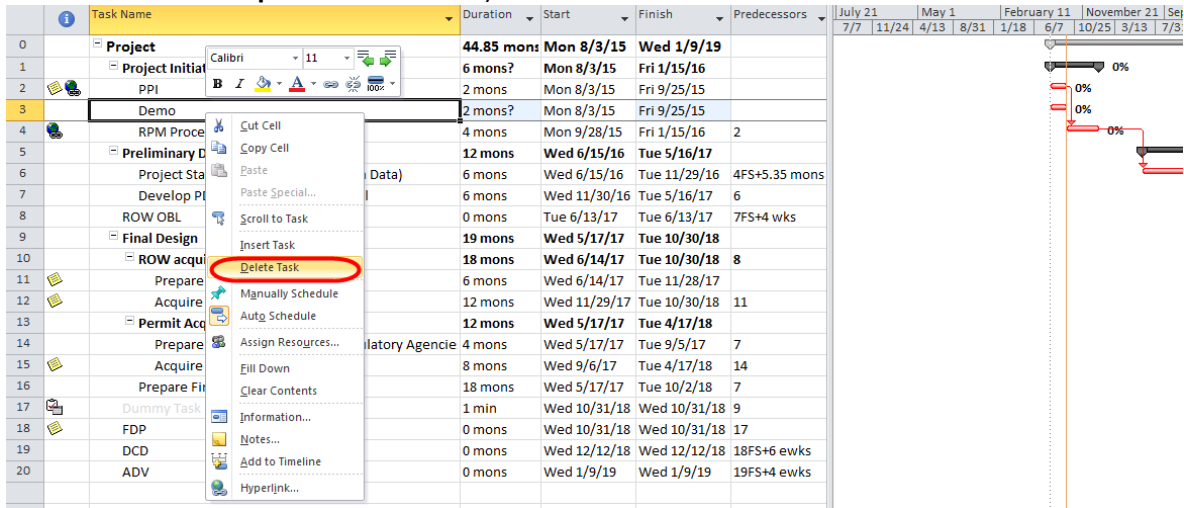 Task Name Duration Start Finish Predecessors July 21 May 1 February 11 November 21 Sep
7/7 11/24 4/13 8/31 1/18 6/7 10/25 3/13 7/31
0 Project 44.85 mons Mon 8/3/15 Wed 1/9/19
Calibri 11
1 Project Initiat 6 mons? Mon 8/3/15 Fri 1/15/16 0%
B I A 100%
2 PPI 2 mons Mon 8/3/15 Fri 9/25/15 0%
3 Demo 2 mons? Mon 8/3/15 Fri 9/25/15 0%
Cut Cell
4 RPM Proce 4 mons Mon 9/28/15 Fri 1/15/16 2 0%
Copy Cell
5 Preliminary D 12 mons Wed 6/15/16 Tue 5/16/17
Paste
6 Project Sta Data) 6 mons Wed 6/15/16 Tue 11/29/16 4FS+5.35 mons
Paste Special...
7 Develop Pl 6 mons Wed 11/30/16 Tue 5/16/17 6
8 ROW OBL Scroll to Task 0 mons Tue 6/13/17 Tue 6/13/17 7FS+4 wks
9 Final Design 19 mons Wed 5/17/17 Tue 10/30/18
Insert Task
10 ROW acqui 18 mons Wed 6/14/17 Tue 10/30/18 8
Delete Task
11 Prepare 6 mons Wed 6/14/17 Tue 11/28/17
Manually Schedule
12 Acquire 12 mons Wed 11/29/17 Tue 10/30/18 11
Auto Schedule
13 Permit Acq 12 mons Wed 5/17/17 Tue 4/17/18
14 Prepare Assign Resources... ulatory Agencie 4 mons Wed 5/17/17 Tue 9/5/17 7
15 Acquire Fill Down 8 mons Wed 9/6/17 Tue 4/17/18 14
16 Prepare Fin 18 mons Wed 5/17/17 Tue 10/2/18 7
Clear Contents
17 Dummy Task 1 min Wed 10/31/18 Wed 10/31/18 9
Information...
18 FDP 0 mons Wed 10/31/18 Wed 10/31/18 17
Notes...
19 DCD 0 mons Wed 12/12/18 Wed 12/12/18 18FS+6 ewks
Add to Timeline
20 ADV 0 mons Wed 1/9/19 Wed 1/9/19 19FS+4 ewks
Hyperlink...